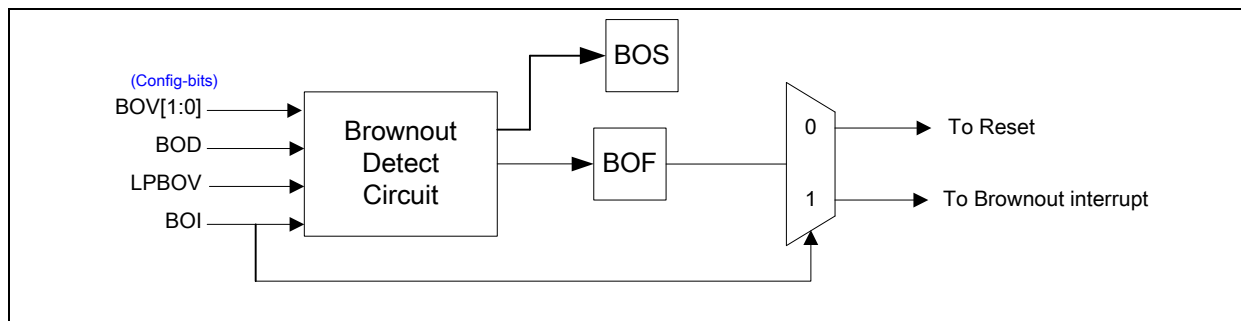 (Config-bits)
BOV[1:0]
BOD
LPBOV
BOI
Brownout
Detect
Circuit
BOS
BOF
0
1
To Reset
To Brownout interrupt